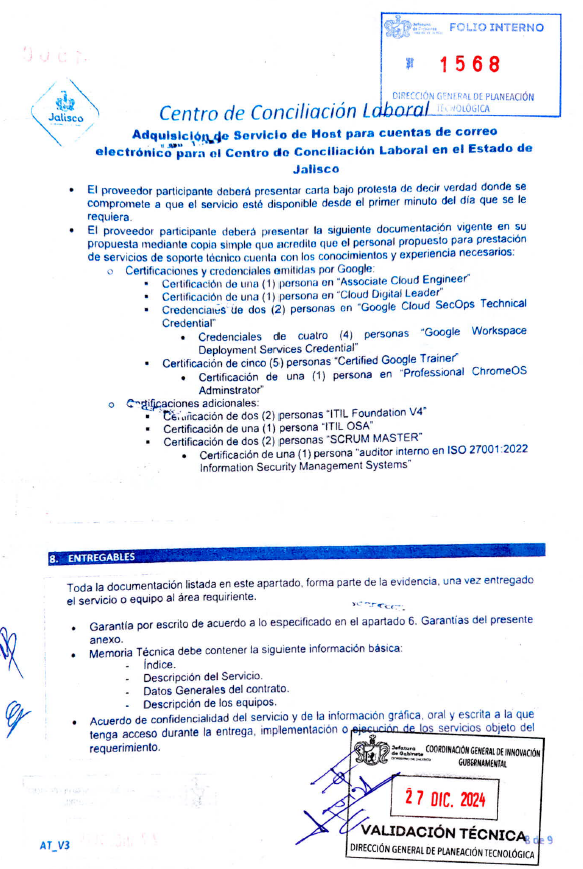 Jefatura
de Gabinete
FOLIO INTERNO
1568
DIRECCIÓN GENERAL DE PLANEACIÓN
TECNOLÓGICA
Jalisco
Centro de Conciliación Laboral
Adquisición de Servicio de Host para cuentas de correo
electrónico para el Centro de Conciliación Laboral en el Estado de
Jalisco
• El proveedor participante deberá presentar carta bajo protesta de decir verdad donde se
compromete a que el servicio esté disponible desde el primer minuto del día que se le
requiera.
• El proveedor participante deberá presentar la siguiente documentación vigente en su
propuesta mediante copia simple que acredite que el personal propuesto para prestación
de servicios de soporte técnico cuenta con los conocimientos y experiencia necesarios:
o Certificaciones y credenciales emitidas por Google:
▪ Certificación de una (1) persona en "Associate Cloud Engineer"
▪ Certificación de una (1) persona en "Cloud Digital Leader"
▪ Credenciales de dos (2) personas en "Google Cloud SecOps Technical
Credential"
• Credenciales de cuatro (4) personas "Google Workspace
Deployment Services Credential"
▪ Certificación de cinco (5) personas "Certified Google Trainer"
• Certificación de una (1) persona en "Professional ChromeOS
Adminstrator"
o Certificaciones adicionales:
▪ Certificación de dos (2) personas "ITIL Foundation V4"
▪ Certificación de una (1) persona "ITIL OSA"
▪ Certificación de dos (2) personas "SCRUM MASTER"
• Certificación de una (1) persona "auditor interno en ISO 27001:2022
Information Security Management Systems"
8. ENTREGABLES
Toda la documentación listada en este apartado, forma parte de la evidencia, una vez entregado
el servicio o equipo al área requiriente.
• Garantía por escrito de acuerdo a lo especificado en el apartado 6. Garantías del presente
anexo.
• Memoria Técnica debe contener la siguiente información básica:
- Índice.
- Descripción del Servicio.
- Datos Generales del contrato.
- Descripción de los equipos.
• Acuerdo de confidencialidad del servicio y de la información gráfica, oral y escrita a la que
tenga acceso durante la entrega, implementación o ejecución de los servicios objeto del
requerimiento.
Jefatura
de Gabinete
COORDINACIÓN GENERAL DE INNOVACIÓN
GUBERNAMENTAL
27 DIC. 2024
VALIDACIÓN TÉCNICA
DIRECCIÓN GENERAL DE PLANEACIÓN TECNOLÓGICA
AT_V3
8 de 9